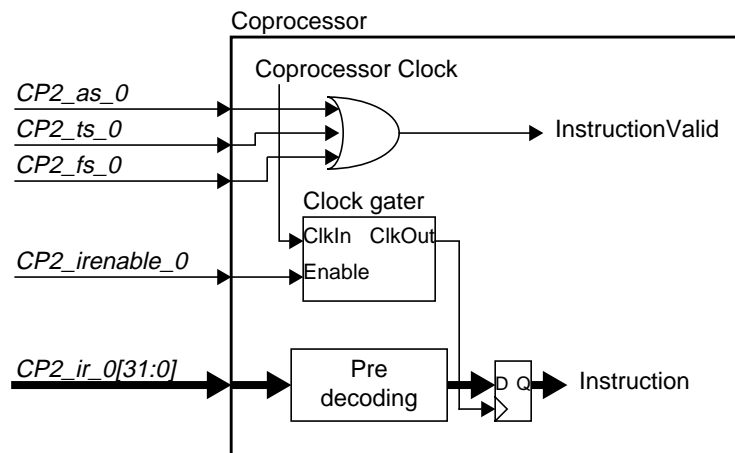 Coprocessor
Coprocessor Clock
CP2_as_0
CP2_ts_0
InstructionValid
CP2_fs_0
Clock gater
ClkIn ClkOut
CP2_irenable_0
Enable
CP2_ir_0[31:0]
Pre
decoding
D Q
Instruction